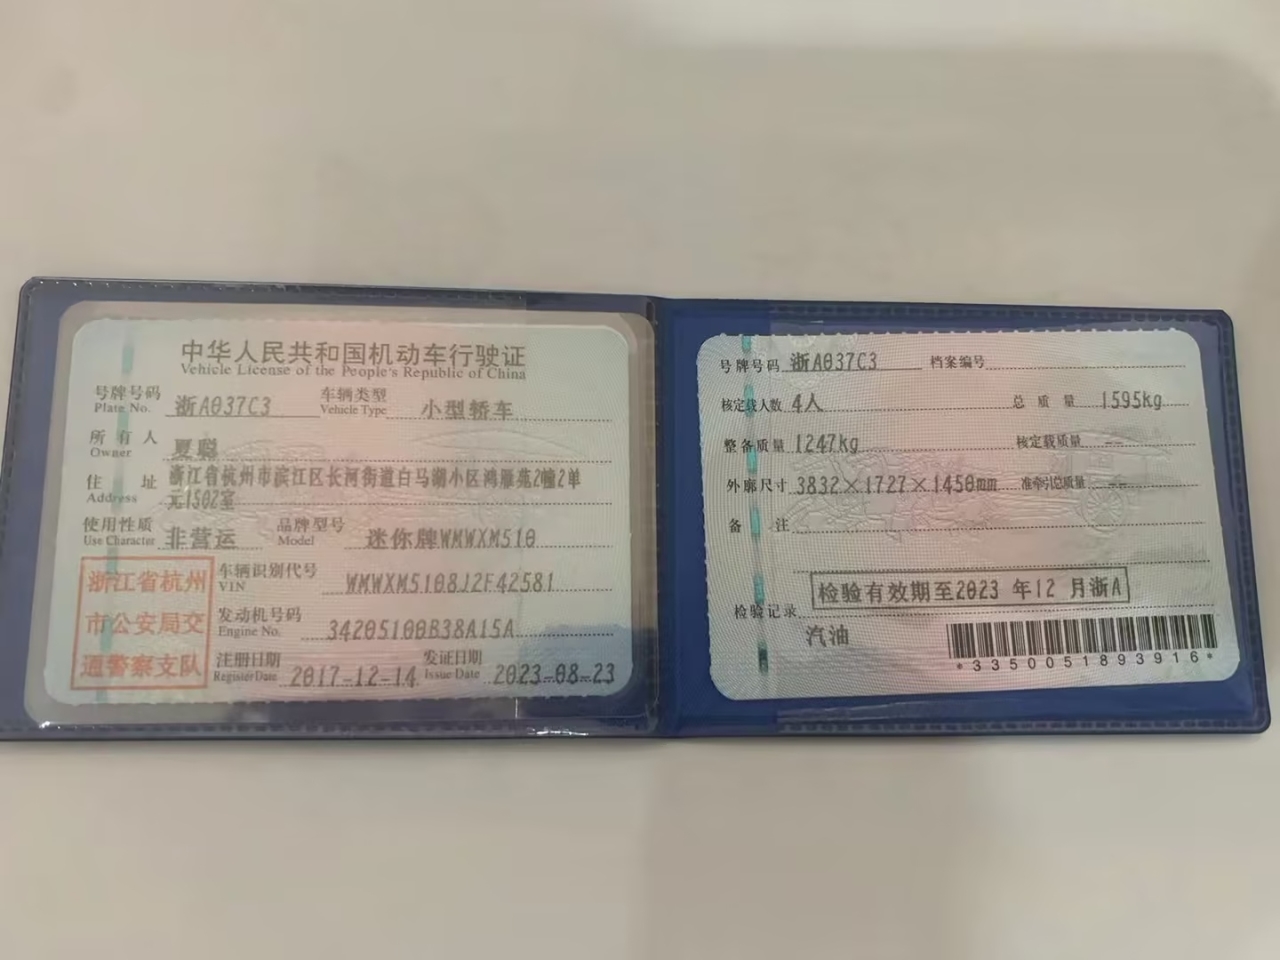 中华人民共和国机动车行驶证
Vehicle License of the People's Republic of China
号牌号码 Plate No. 浙A037C3 车辆类型 Vehicle Type 小型轿车
所有人 Owner 夏聪
住址 Address 浙江省杭州市滨江区长河街道白马湖小区鸿雁苑2幢2单
元1502室
使用性质 Use Character 非营运 品牌型号 Model 迷你牌WMWXM510
浙江省杭州
市公安局交
通警察支队
车辆识别代号 VIN WMWXM5108J2F42581
发动机号码 Engine No. 34205100B38A15A
注册日期 Register Date 2017-12-14 发证日期 Issue Date 2023-08-23
号牌号码 浙A037C3 档案编号
核定载人数 4人 总质量 1595kg
整备质量 1247kg 核定载质量 --
外廓尺寸 3832×1727×1450mm 准牵引总质量 --
备注
检验有效期至2023 年12 月浙A
检验记录
汽油
*3350051893916*